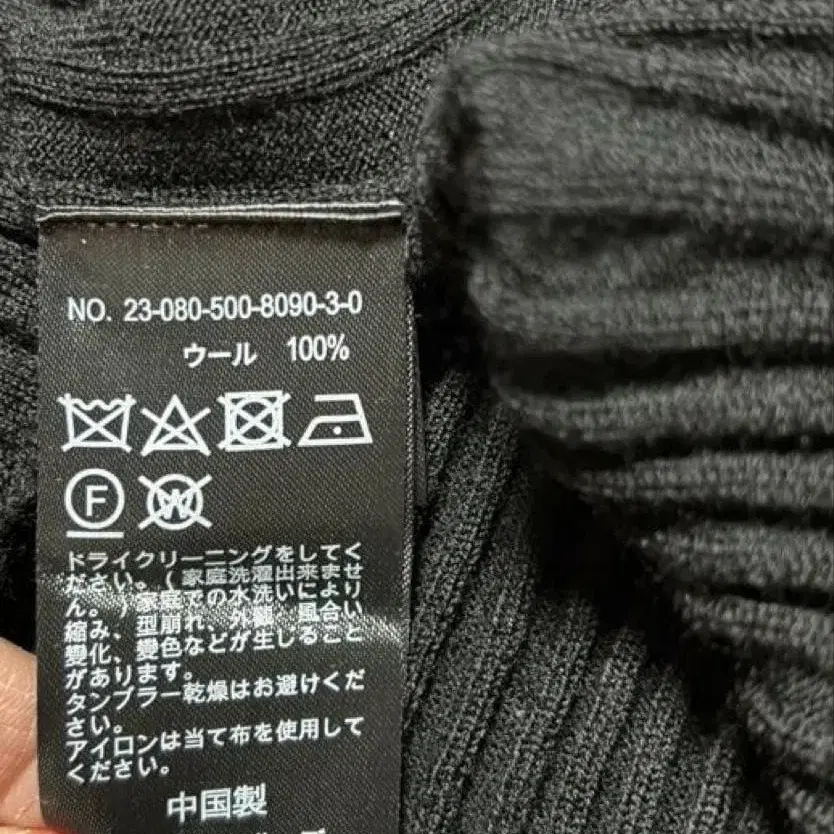 NO. 23-080-500-8090-3-0
ウール 100%
F
W
ドライクリーニングをしてく
ださい。(家庭洗濯出来ませ
ん。)家庭での水洗いにより
縮み、型崩れ、外観、風合い
變化、變色などが生じること
があります。
タンブラー乾燥はお避けくだ
さい。
アイロンは当て布を使用して
ください。
中国製